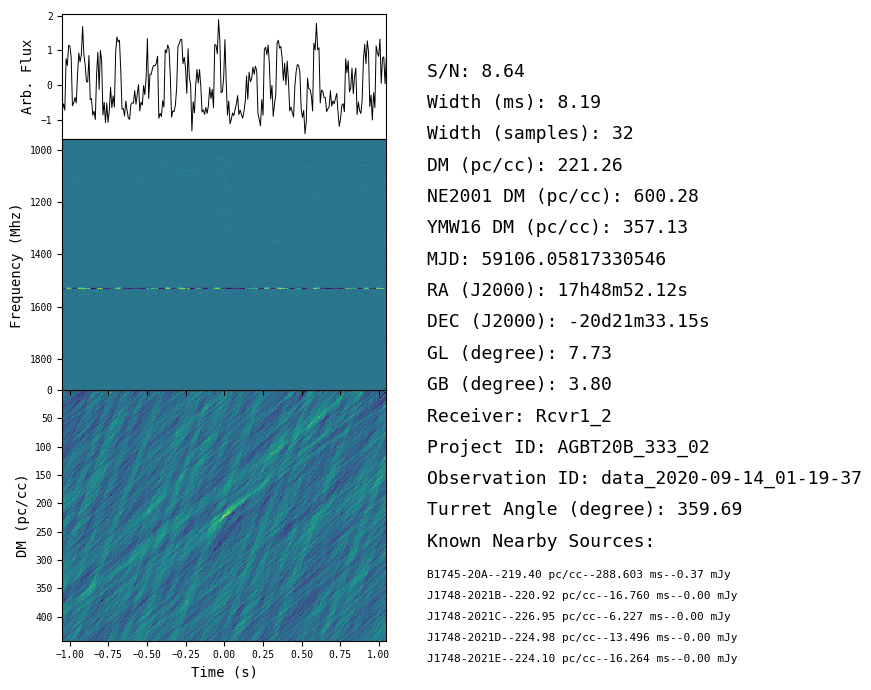 2
1
0
−1
Arb. Flux
1000
1200
1400
1600
1800
Frequency (Mhz)
0
50
100
150
200
250
300
350
400
DM (pc/cc)
−1.00 −0.75 −0.50 −0.25 0.00 0.25 0.50 0.75 1.00
Time (s)
S/N: 8.64
Width (ms): 8.19
Width (samples): 32
DM (pc/cc): 221.26
NE2001 DM (pc/cc): 600.28
YMW16 DM (pc/cc): 357.13
MJD: 59106.05817330546
RA (J2000): 17h48m52.12s
DEC (J2000): -20d21m33.15s
GL (degree): 7.73
GB (degree): 3.80
Receiver: Rcvr1_2
Project ID: AGBT20B_333_02
Observation ID: data_2020-09-14_01-19-37
Turret Angle (degree): 359.69
Known Nearby Sources:
B1745-20A--219.40 pc/cc--288.603 ms--0.37 mJy
J1748-2021B--220.92 pc/cc--16.760 ms--0.00 mJy
J1748-2021C--226.95 pc/cc--6.227 ms--0.00 mJy
J1748-2021D--224.98 pc/cc--13.496 ms--0.00 mJy
J1748-2021E--224.10 pc/cc--16.264 ms--0.00 mJy